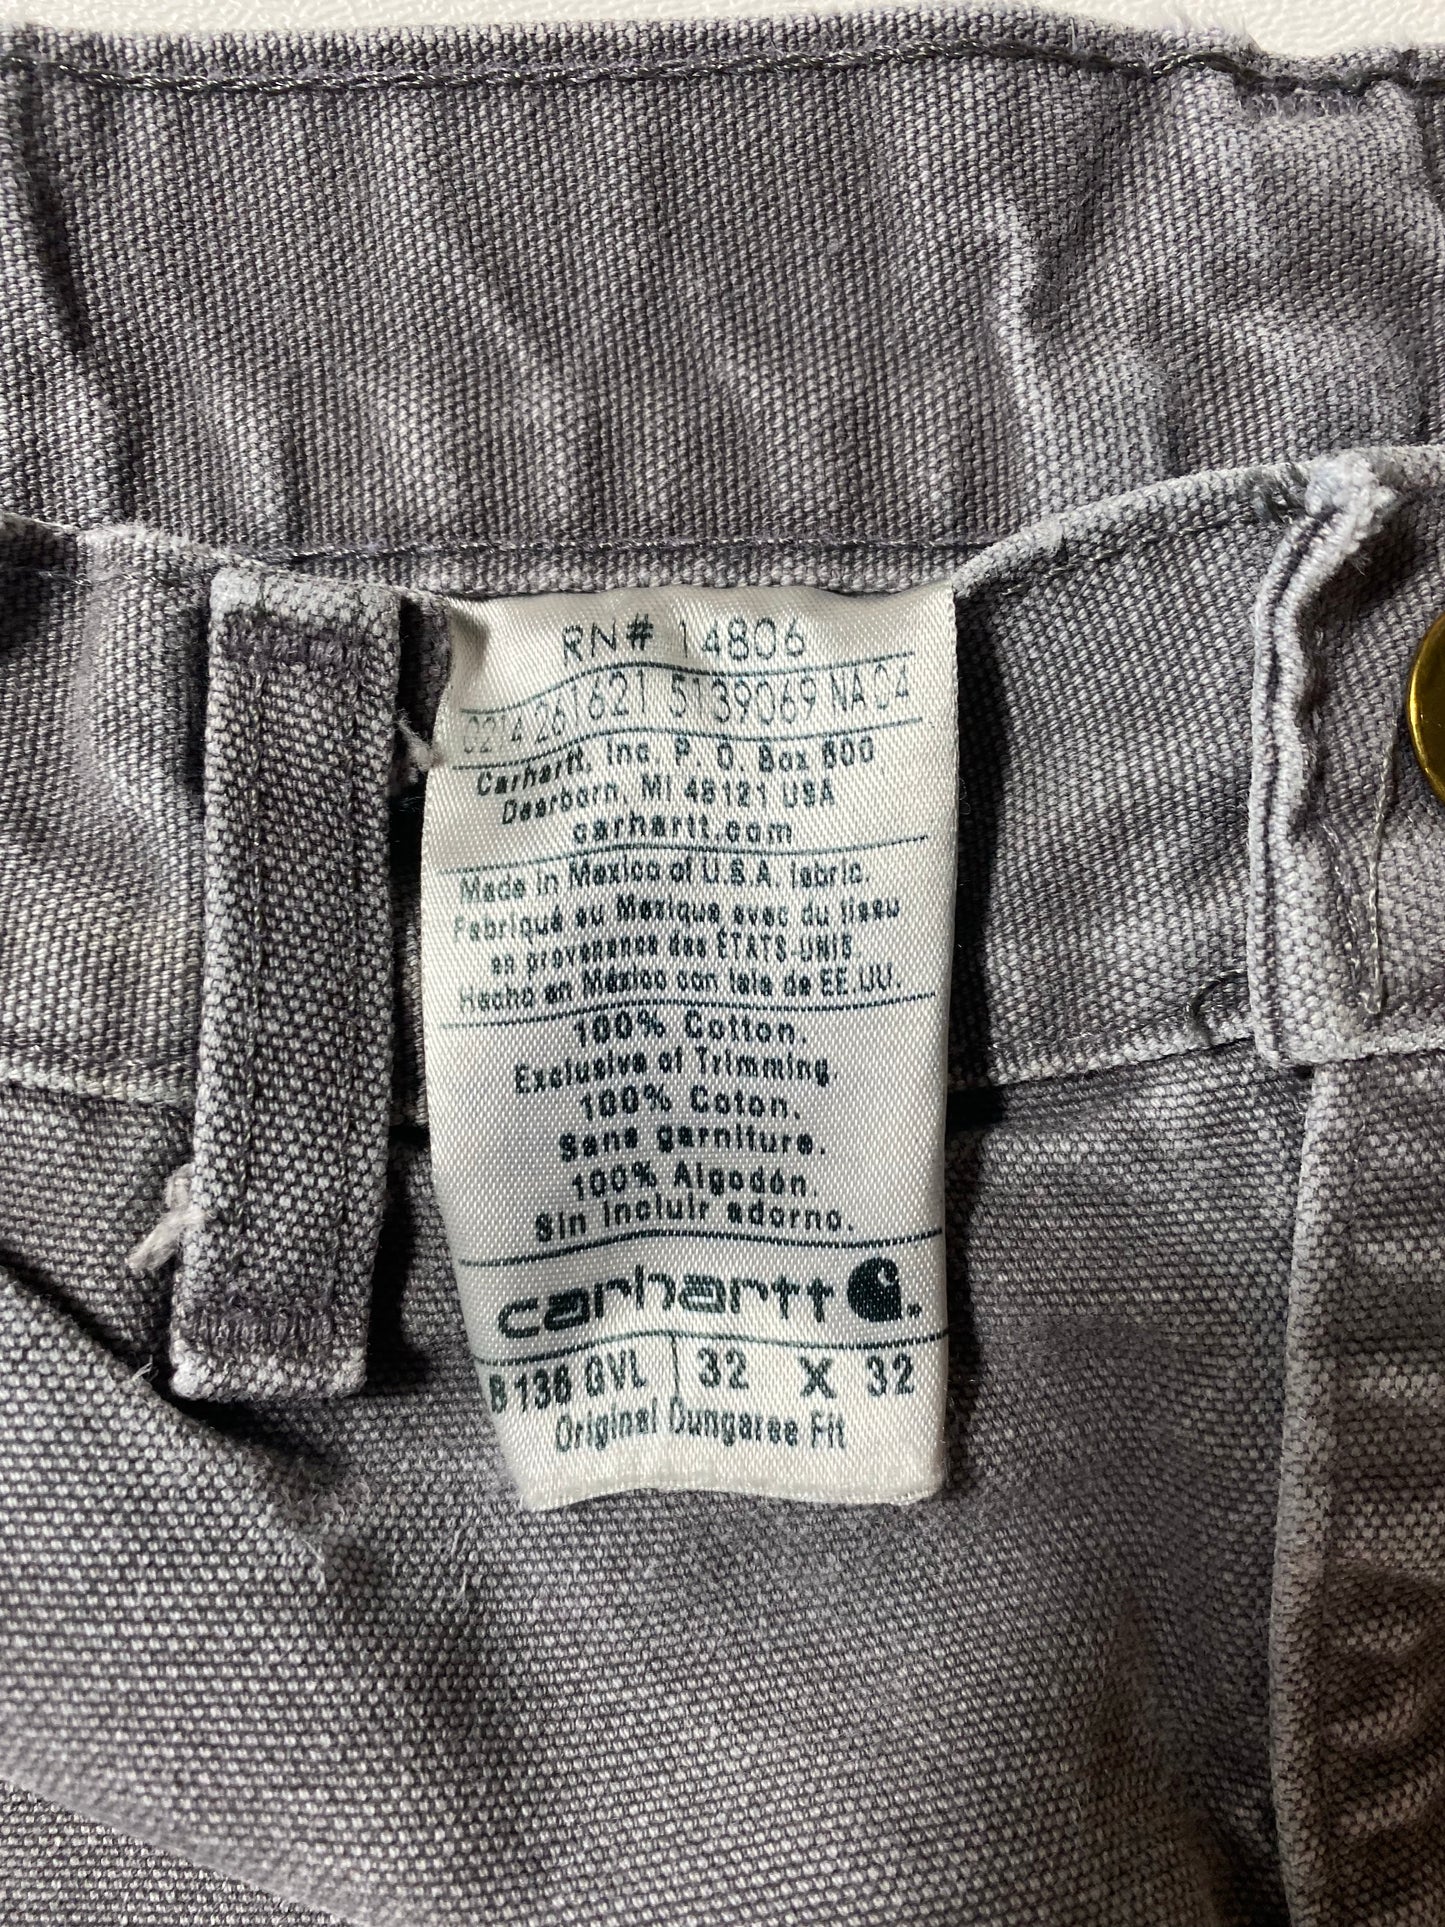 RN# 14806
0214 261621 5139069 NA 04
Carhartt, Inc. P. O. Box 600
Dearborn, MI 48121 USA
carhartt.com
Made in Mexico of U.S.A. fabric.
Fabriqué au Mexique avec du tissu
en provenance des ÉTATS-UNIS.
Hecho en México con tela de EE.UU.
100% Cotton.
Exclusive of Trimming
100% Coton.
Sans garniture.
100% Algodón.
Sin incluir adorno.
carhartt
B136 GVL 32 X 32
Original Dungaree Fit